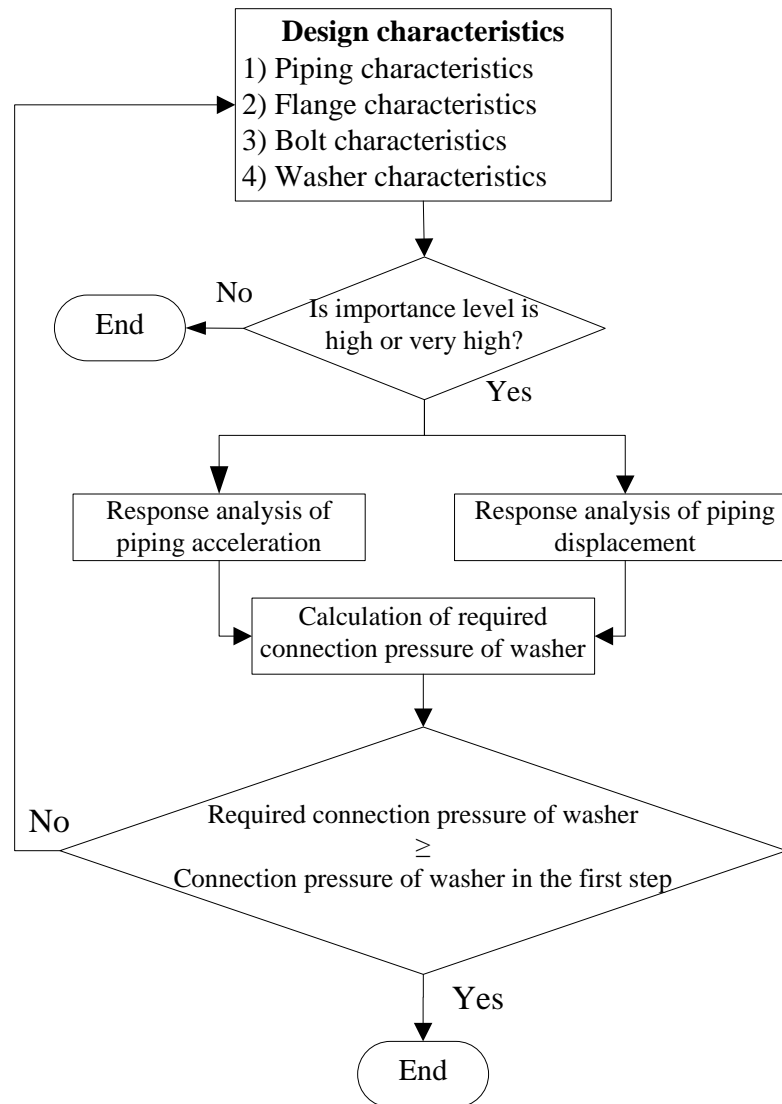 Design characteristics
1) Piping characteristics
2) Flange characteristics
3) Bolt characteristics
4) Washer characteristics
No
End
Is importance level is
high or very high?
Yes
Response analysis of
piping acceleration
Response analysis of piping
displacement
Calculation of required
connection pressure of washer
No
Required connection pressure of washer
≥
Connection pressure of washer in the first step
Yes
End